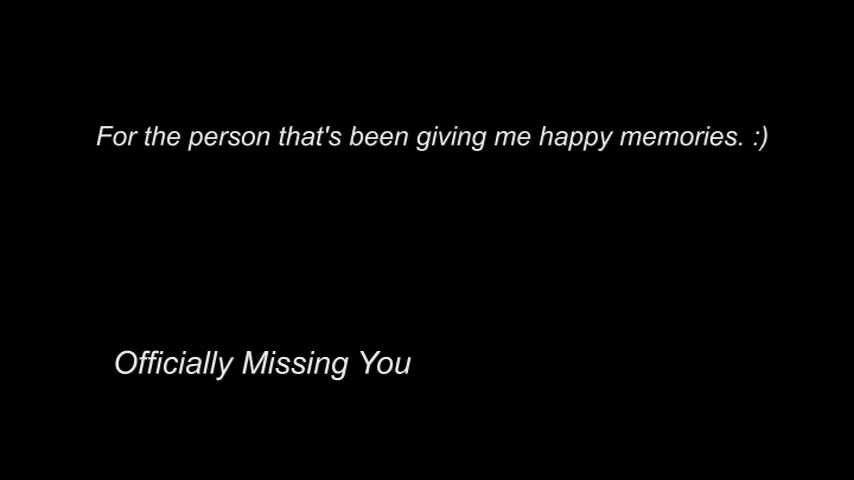 For the person that's been giving me happy memories. :)
Officially Missing You